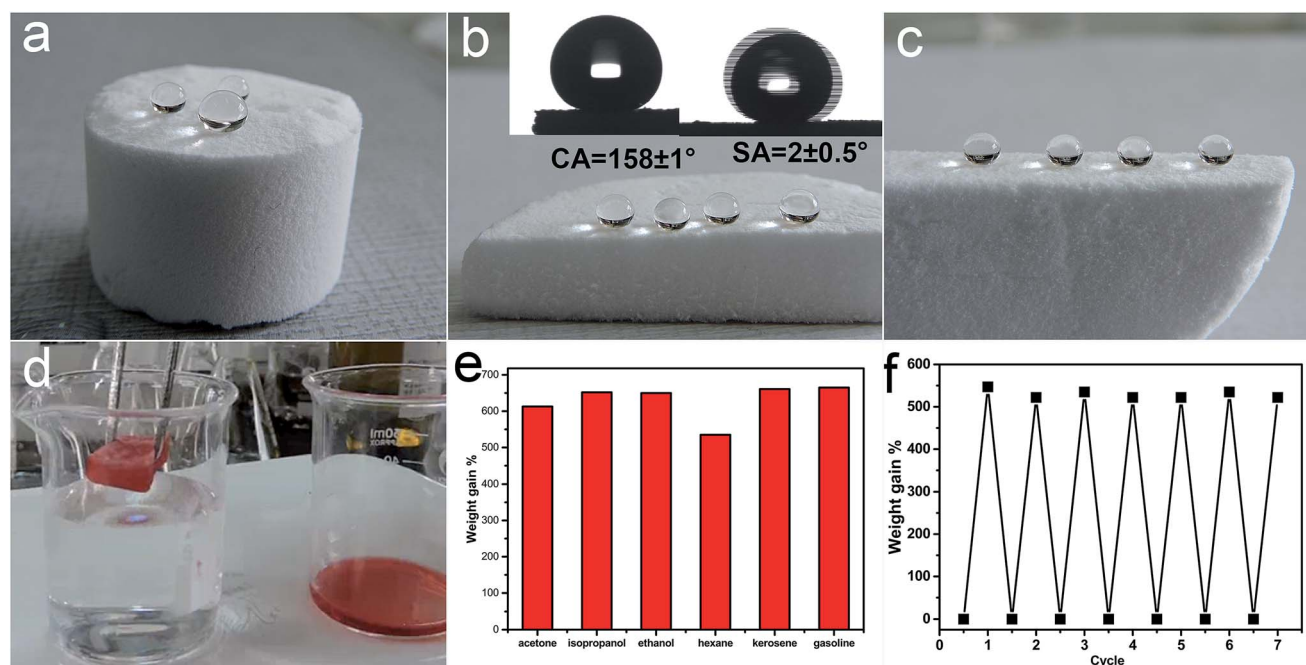 a
b
CA=158±1°
SA=2±0.5°
c
d
e
Weight gain %
700
600
500
400
300
200
100
0
acetone
isopropanol
ethanol
hexane
kerosene
gasoline
f
Weight gain %
600
500
400
300
200
100
0
0
1
2
3
4
5
6
7
Cycle